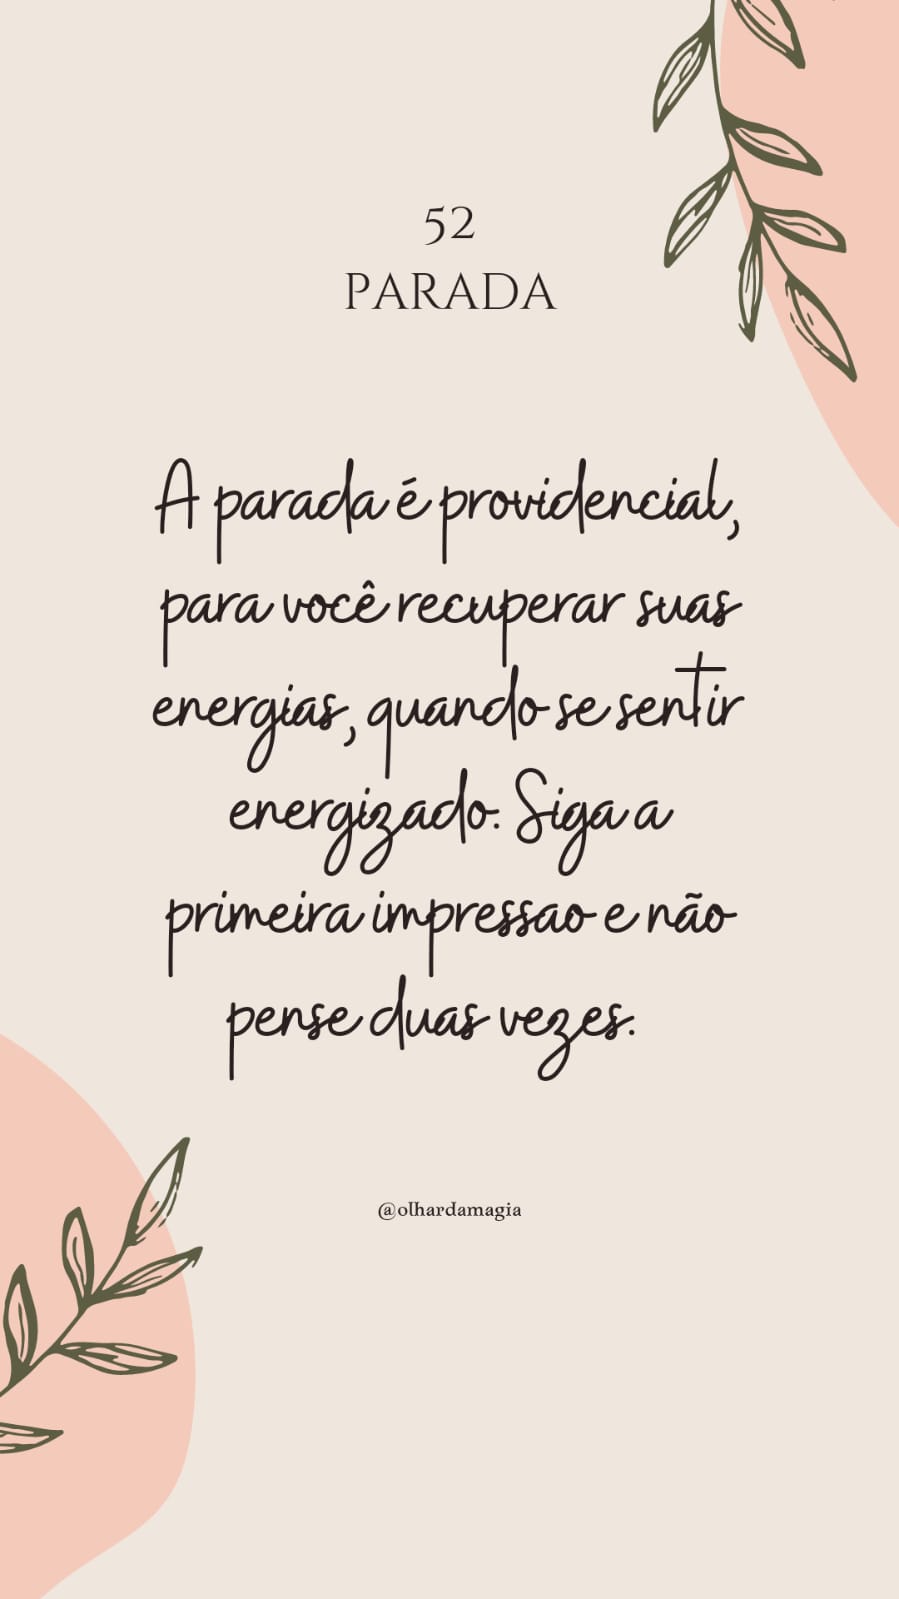 52
PARADA
A parada é providencial,
para você recuperar suas
energias, quando se sentir
energizado. Siga a
primeira impressao e não
pense duas vezes.
@olhardamagia